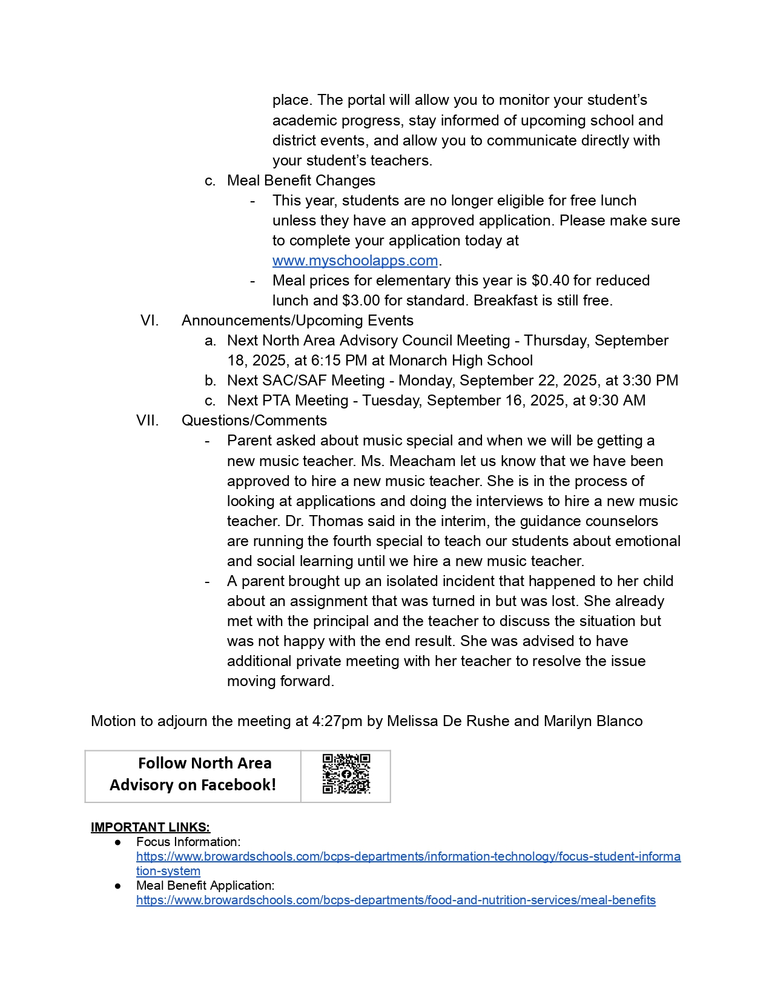 place. The portal will allow you to monitor your student’s
academic progress, stay informed of upcoming school and
district events, and allow you to communicate directly with
your student’s teachers.
c. Meal Benefit Changes
- This year, students are no longer eligible for free lunch
unless they have an approved application. Please make sure
to complete your application today at
www.myschoolapps.com.
- Meal prices for elementary this year is $0.40 for reduced
lunch and $3.00 for standard. Breakfast is still free.
VI. Announcements/Upcoming Events
a. Next North Area Advisory Council Meeting - Thursday, September
18, 2025, at 6:15 PM at Monarch High School
b. Next SAC/SAF Meeting - Monday, September 22, 2025, at 3:30 PM
c. Next PTA Meeting - Tuesday, September 16, 2025, at 9:30 AM
VII. Questions/Comments
- Parent asked about music special and when we will be getting a
new music teacher. Ms. Meacham let us know that we have been
approved to hire a new music teacher. She is in the process of
looking at applications and doing the interviews to hire a new music
teacher. Dr. Thomas said in the interim, the guidance counselors
are running the fourth special to teach our students about emotional
and social learning until we hire a new music teacher.
- A parent brought up an isolated incident that happened to her child
about an assignment that was turned in but was lost. She already
met with the principal and the teacher to discuss the situation but
was not happy with the end result. She was advised to have
additional private meeting with her teacher to resolve the issue
moving forward.
Motion to adjourn the meeting at 4:27pm by Melissa De Rushe and Marilyn Blanco
Follow North Area
Advisory on Facebook!
IMPORTANT LINKS:
● Focus Information:
https://www.browardschools.com/bcps-departments/information-technology/focus-student-informa
tion-system
● Meal Benefit Application:
https://www.browardschools.com/bcps-departments/food-and-nutrition-services/meal-benefits